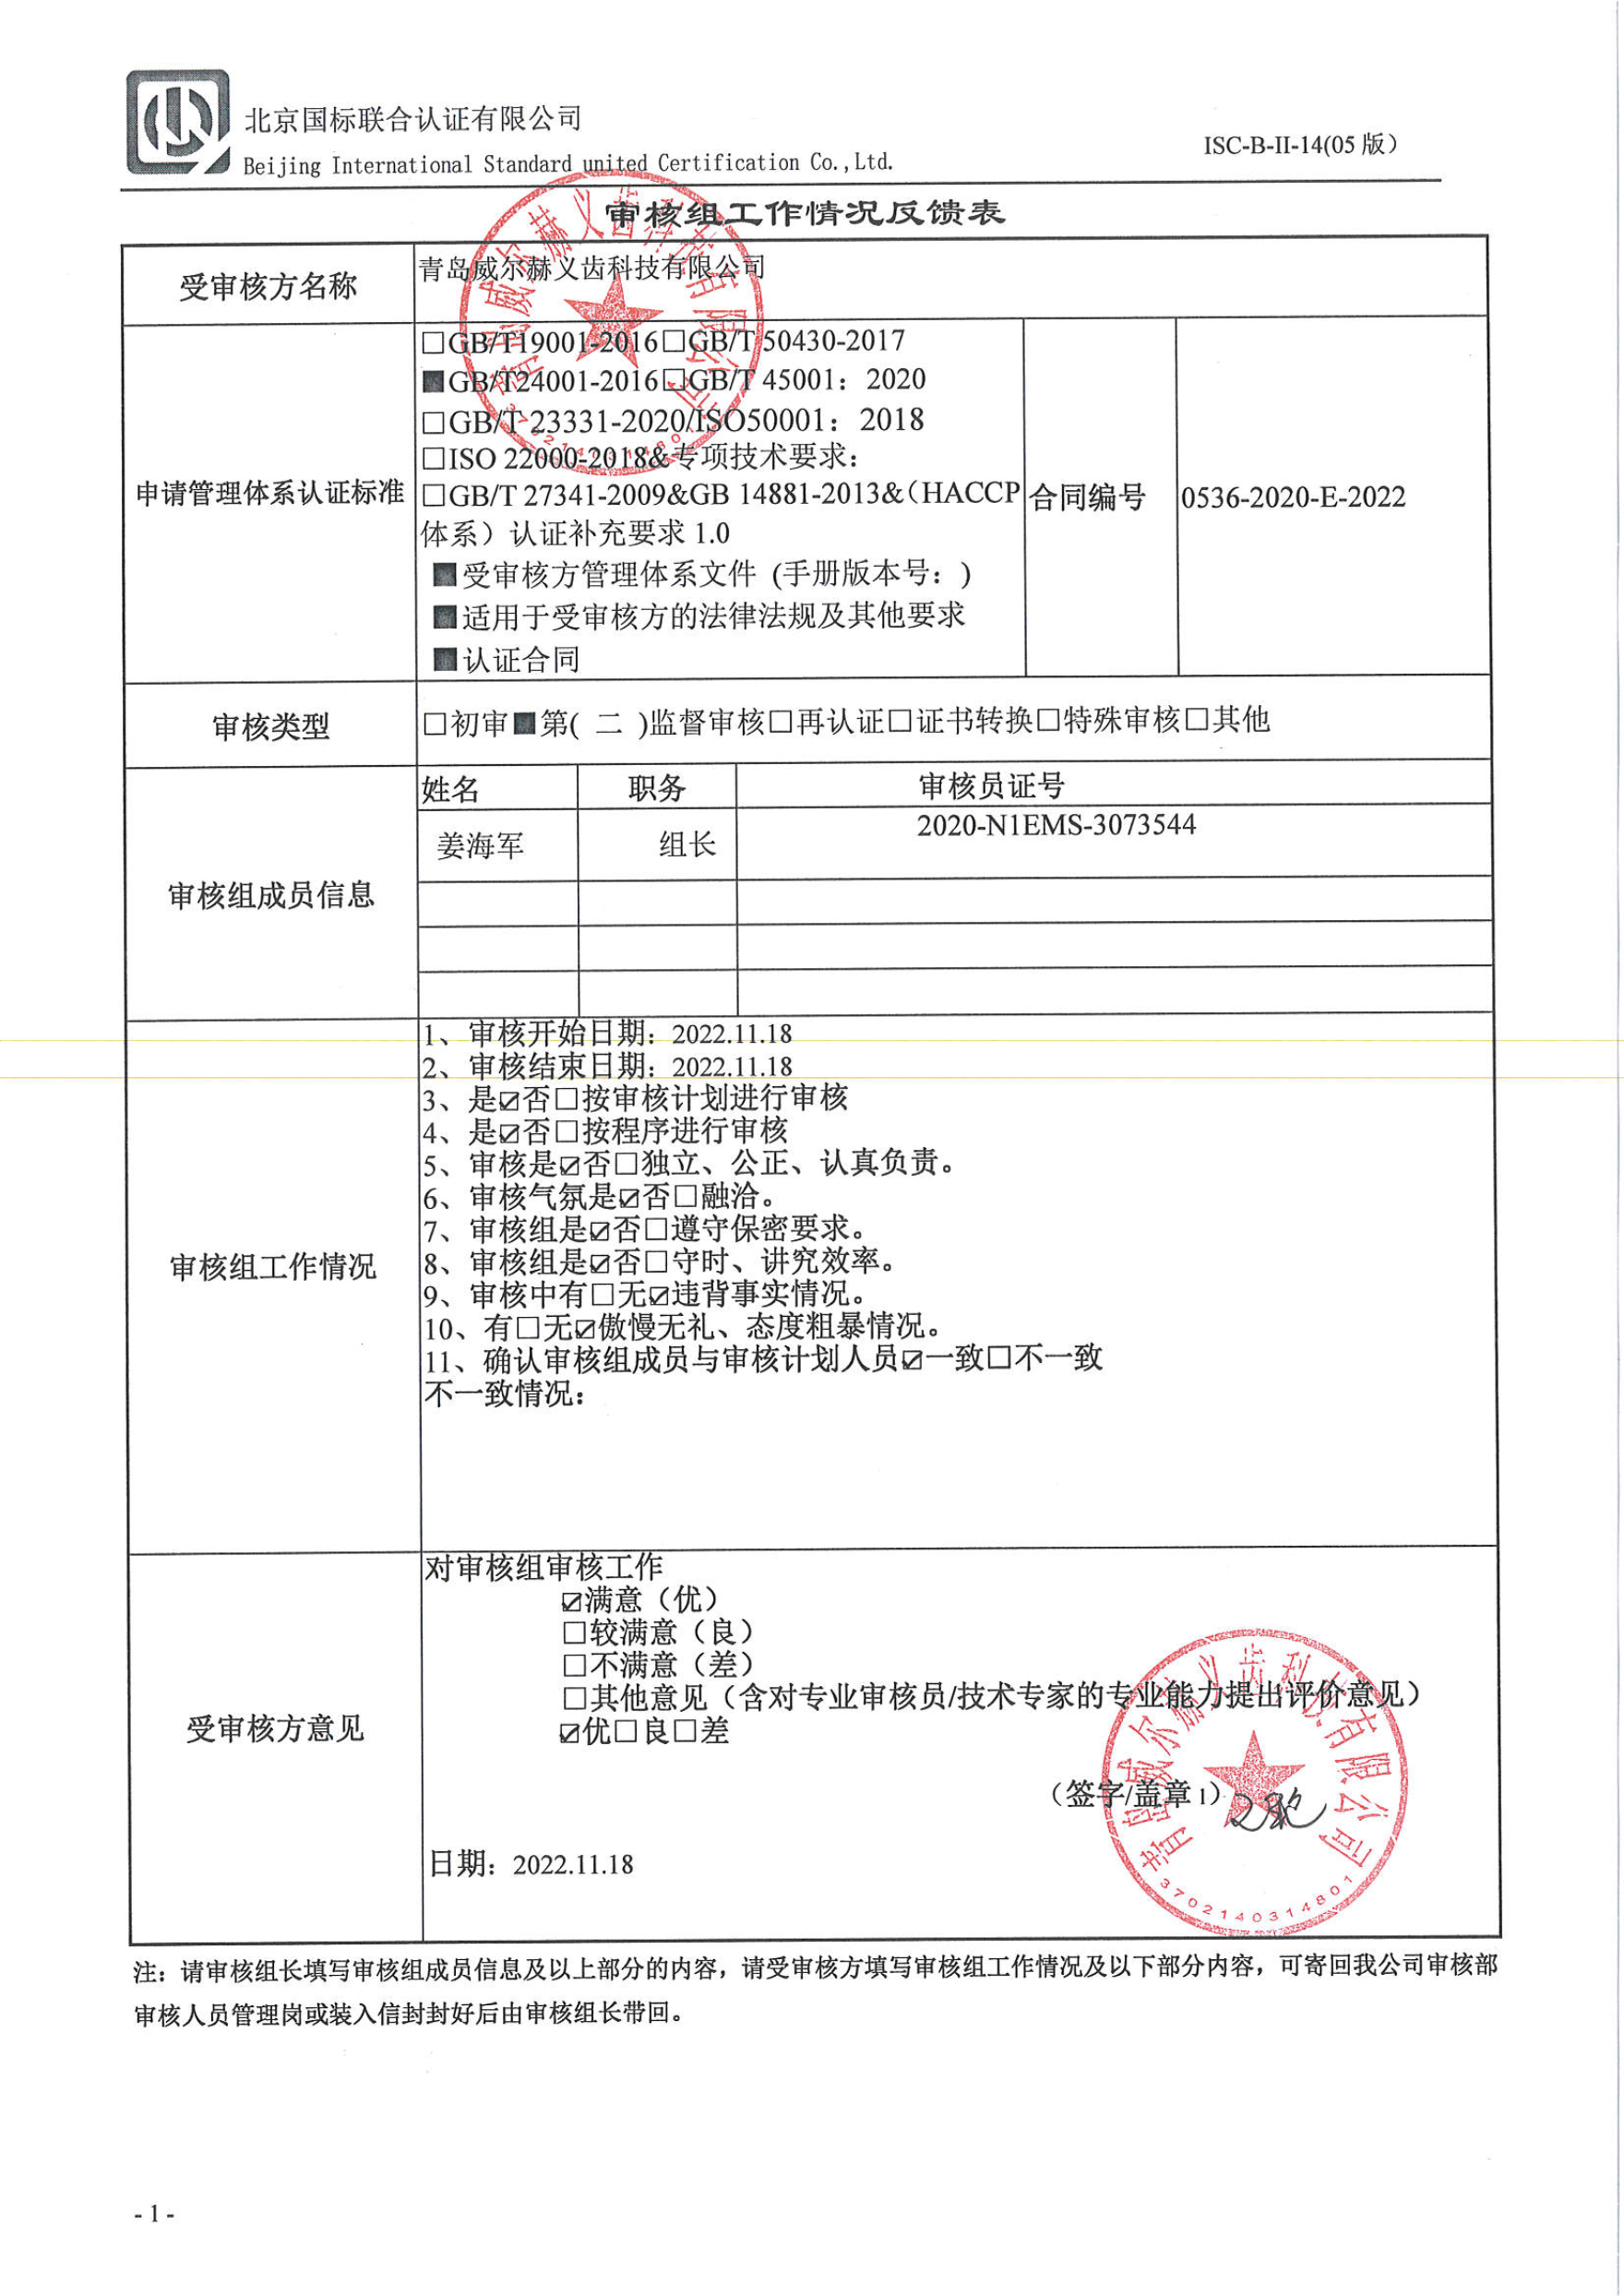 北京国标联合认证有限公司
Beijing International Standard united Certification Co.,Ltd.
ISC-B-II-14(05 版)
审核组工作情况反馈表
受审核方名称
青岛威尔赫义齿科技有限公司
申请管理体系认证标准
□GB/T19001-2016□GB/T 50430-2017
■GB/T24001-2016□GB/T 45001：2020
□GB/T 23331-2020/ISO50001：2018
□ISO 22000-2018&专项技术要求：
□GB/T 27341-2009&GB 14881-2013&（HACCP
体系）认证补充要求 1.0
■受审核方管理体系文件 (手册版本号：)
■适用于受审核方的法律法规及其他要求
■认证合同
合同编号
0536-2020-E-2022
审核类型
□初审■第( 二 )监督审核□再认证□证书转换□特殊审核□其他
审核组成员信息
姓名 职务 审核员证号
姜海军 组长 2020-N1EMS-3073544
审核组工作情况
1、审核开始日期：2022.11.18
2、审核结束日期：2022.11.18
3、是☑否□按审核计划进行审核
4、是☑否□按程序进行审核
5、审核是☑否□独立、公正、认真负责。
6、审核气氛是☑否□融洽。
7、审核组是☑否□遵守保密要求。
8、审核组是☑否□守时、讲究效率。
9、审核中有□无☑违背事实情况。
10、有□无☑傲慢无礼、态度粗暴情况。
11、确认审核组成员与审核计划人员☑一致□不一致
不一致情况：
受审核方意见
对审核组审核工作
☑满意（优）
□较满意（良）
□不满意（差）
□其他意见（含对专业审核员/技术专家的专业能力提出评价意见）
☑优□良□差
（签字/盖章1）
日期：2022.11.18
青岛威尔赫义齿科技有限公司
3702140314801
注：请审核组长填写审核组成员信息及以上部分的内容，请受审核方填写审核组工作情况及以下部分内容，可寄回我公司审核部
审核人员管理岗或装入信封封好后由审核组长带回。
- 1 -